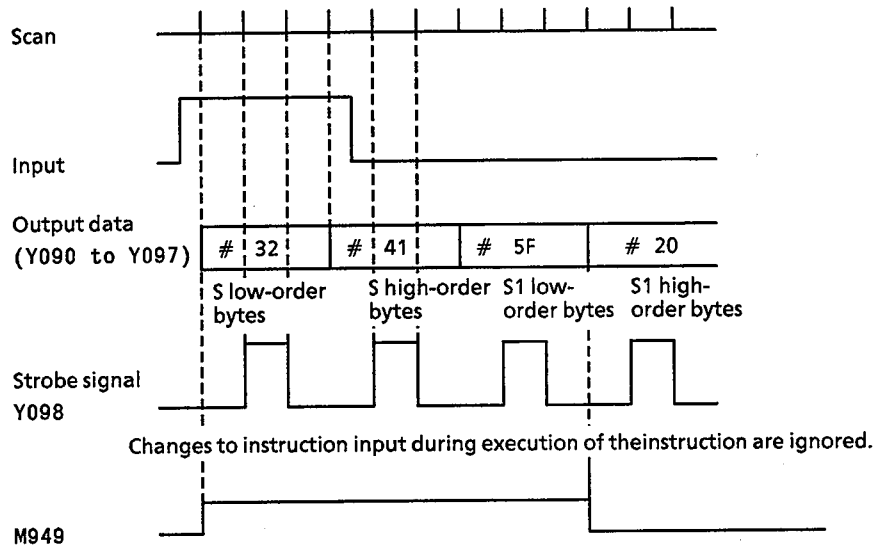 Scan
Input
Output data
(Y090 to Y097)
# 32
# 41
# 5F
# 20
S low-order
bytes
S high-order
bytes
S1 low-
order bytes
S1 high-
order bytes
Strobe signal
Y098
Changes to instruction input during execution of theinstruction are ignored.
M949